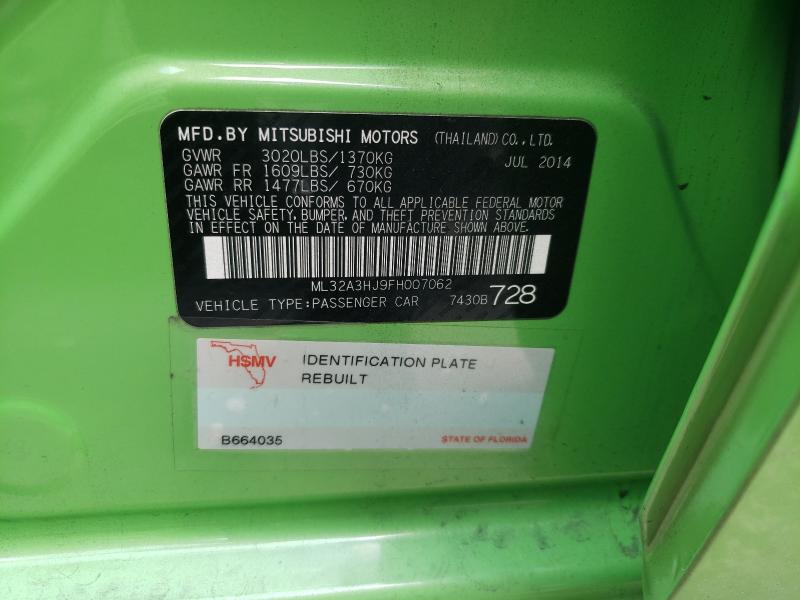 MFD.BY MITSUBISHI MOTORS (THAILAND)CO.,LTD.
GVWR 3020LBS/1370KG JUL 2014
GAWR FR 1609LBS/ 730KG
GAWR RR 1477LBS/ 670KG
THIS VEHICLE CONFORMS TO ALL APPLICABLE FEDERAL MOTOR
VEHICLE SAFETY, BUMPER, AND THEFT PREVENTION STANDARDS
IN EFFECT ON THE DATE OF MANUFACTURE SHOWN ABOVE.
ML32A3HJ9FH007062
VEHICLE TYPE:PASSENGER CAR 7430B 728
HSMV IDENTIFICATION PLATE
REBUILT
B664035 STATE OF FLORIDA